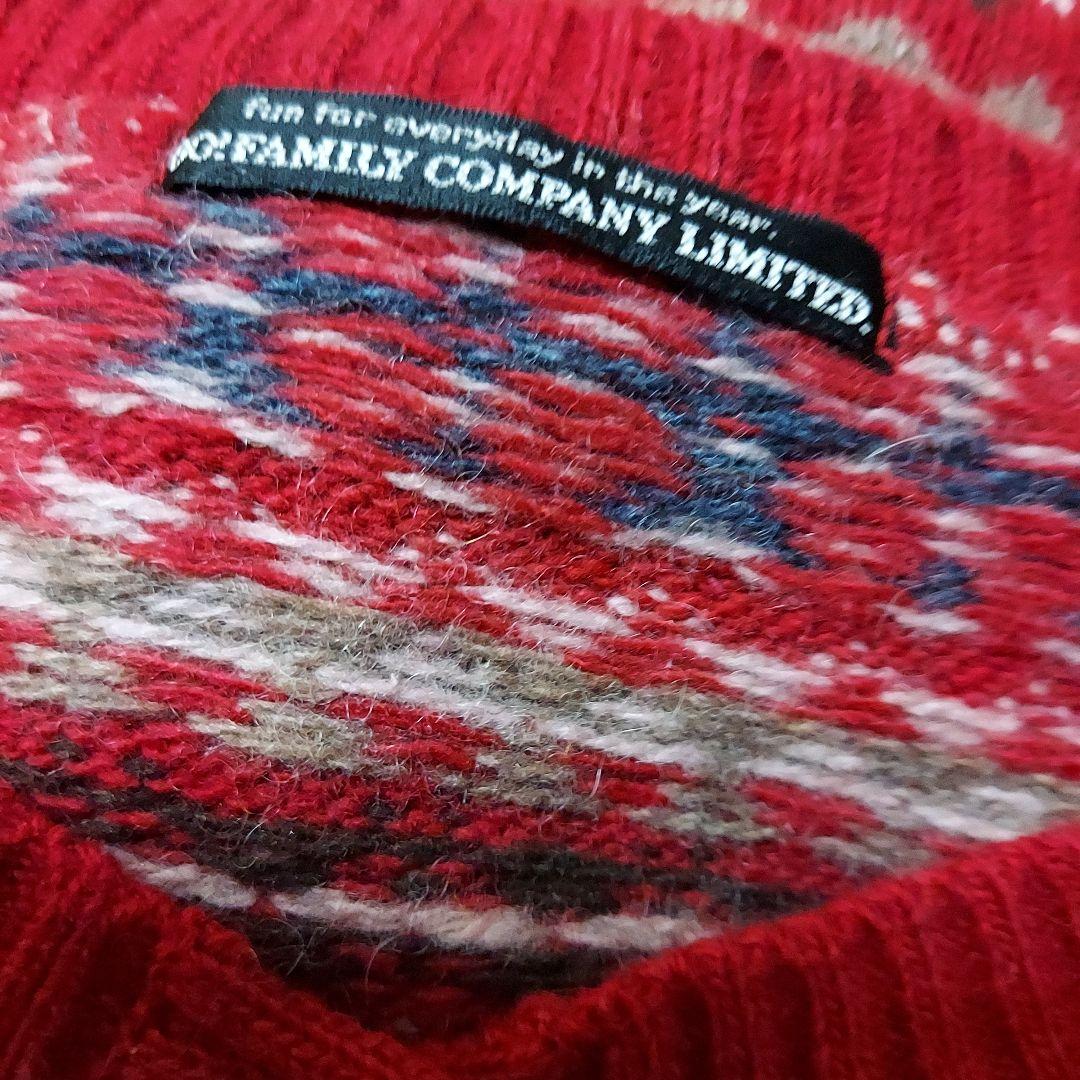 fun for everyday in the year.
FAMILY COMPANY LIMITED.